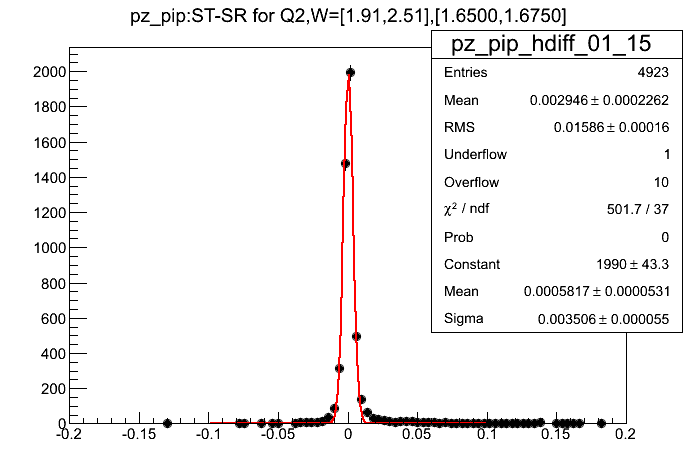 pz_pip:ST-SR for Q2,W=[1.91,2.51],[1.6500,1.6750]
pz_pip_hdiff_01_15
Entries 4923
Mean 0.002946 ± 0.0002262
RMS 0.01586 ± 0.00016
Underflow 1
Overflow 10
χ² / ndf 501.7 / 37
Prob 0
Constant 1990 ± 43.3
Mean 0.0005817 ± 0.0000531
Sigma 0.003506 ± 0.000055
2000
1800
1600
1400
1200
1000
800
600
400
200
0
-0.2 -0.15 -0.1 -0.05 0 0.05 0.1 0.15 0.2